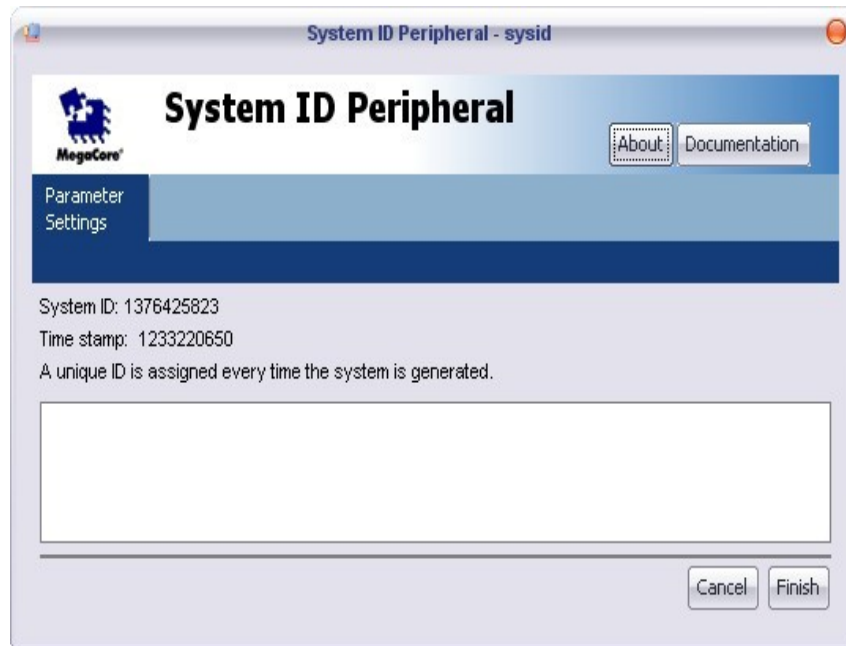 System ID Peripheral - sysid
MegaCore®
System ID Peripheral
About Documentation
Parameter
Settings
System ID: 1376425823
Time stamp: 1233220650
A unique ID is assigned every time the system is generated.
Cancel Finish